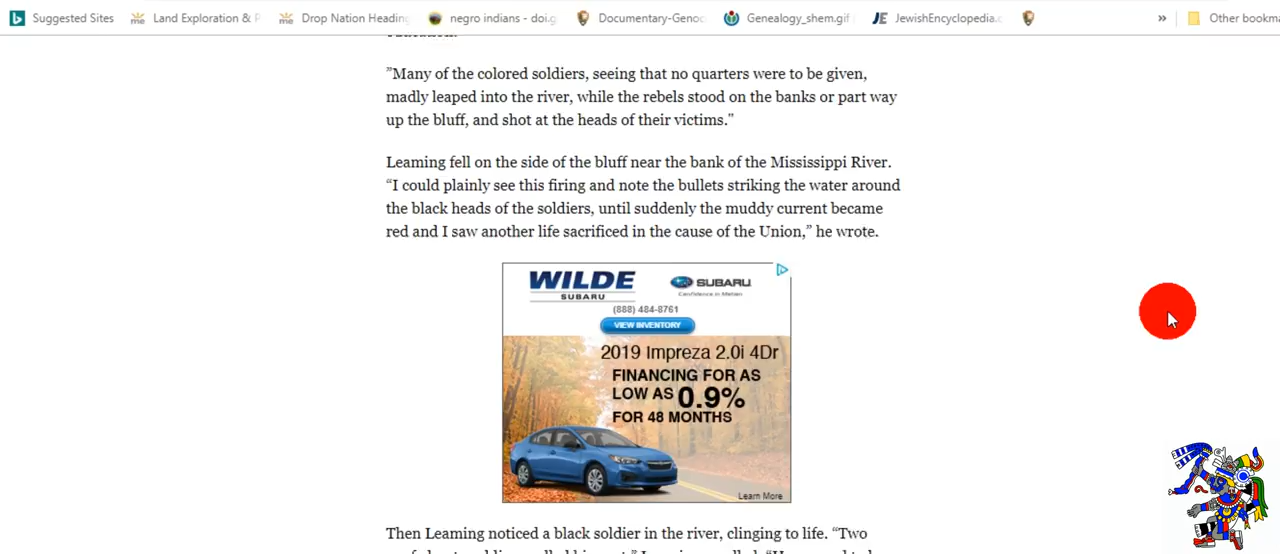 Suggested Sites
Land Exploration & P
Drop Nation Heading
negro indians - doi.g
Documentary-Genoc
Genealogy_shem.gif
JewishEncyclopedia.c
»
Other bookma
"Many of the colored soldiers, seeing that no quarters were to be given,
madly leaped into the river, while the rebels stood on the banks or part way
up the bluff, and shot at the heads of their victims."
Leaming fell on the side of the bluff near the bank of the Mississippi River.
“I could plainly see this firing and note the bullets striking the water around
the black heads of the soldiers, until suddenly the muddy current became
red and I saw another life sacrificed in the cause of the Union,” he wrote.
WILDE
SUBARU
SUBARU
Confidence in Motion
(888) 484-8761
VIEW INVENTORY
2019 Impreza 2.0i 4Dr
FINANCING FOR AS
LOW AS 0.9%
FOR 48 MONTHS
Learn More
Then Leaming noticed a black soldier in the river, clinging to life. “Two